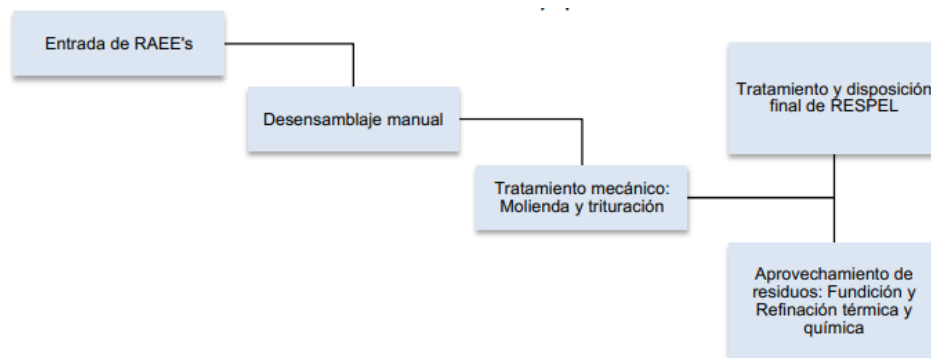 Entrada de RAEE's
Desensamblaje manual
Tratamiento mecánico:
Molienda y trituración
Tratamiento y disposición
final de RESPEL
Aprovechamiento de
residuos: Fundición y
Refinación térmica y
química